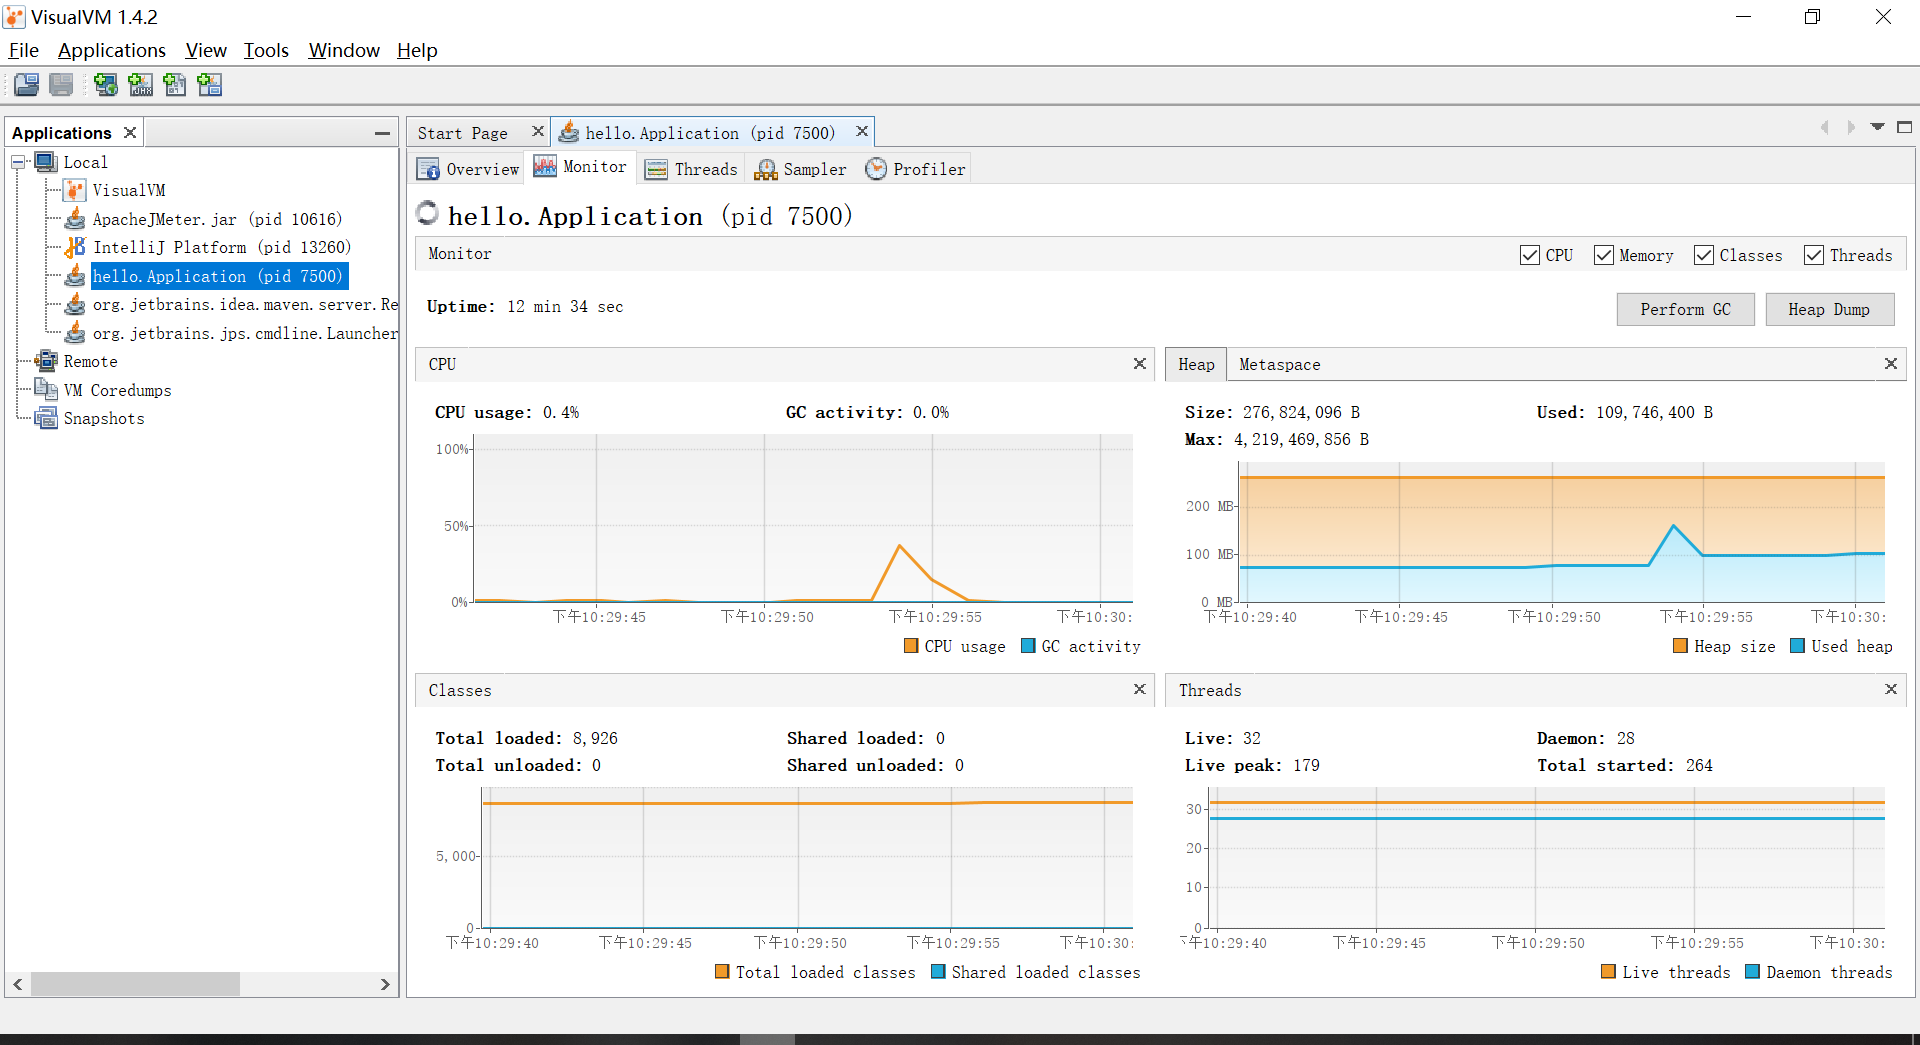 VisualVM 1.4.2
File Applications View Tools Window Help
Applications
Start Page
hello.Application (pid 7500)
Local
VisualVM
ApacheJMeter.jar (pid 10616)
IntelliJ Platform (pid 13260)
hello.Application (pid 7500)
org.jetbrains.idea.maven.server.Re
org.jetbrains.jps.cmdline.Launcher
Remote
VM Coredumps
Snapshots
Overview Monitor Threads Sampler Profiler
hello.Application (pid 7500)
Monitor
CPU Memory Classes Threads
Uptime: 12 min 34 sec
Perform GC Heap Dump
CPU
CPU usage: 0.4% GC activity: 0.0%
100%
50%
0%
下午10:29:45 下午10:29:50 下午10:29:55 下午10:30:
CPU usage GC activity
Heap Metaspace
Size: 276,824,096 B Used: 109,746,400 B
Max: 4,219,469,856 B
200 MB
100 MB
0 MB
下午10:29:40 下午10:29:45 下午10:29:50 下午10:29:55 下午10:30:
Heap size Used heap
Classes
Total loaded: 8,926 Shared loaded: 0
Total unloaded: 0 Shared unloaded: 0
5,000
0
下午10:29:40 下午10:29:45 下午10:29:50 下午10:29:55 下午10:30:
Total loaded classes Shared loaded classes
Threads
Live: 32 Daemon: 28
Live peak: 179 Total started: 264
30
20
10
0
下午10:29:40 下午10:29:45 下午10:29:50 下午10:29:55 下午10:30:
Live threads Daemon threads